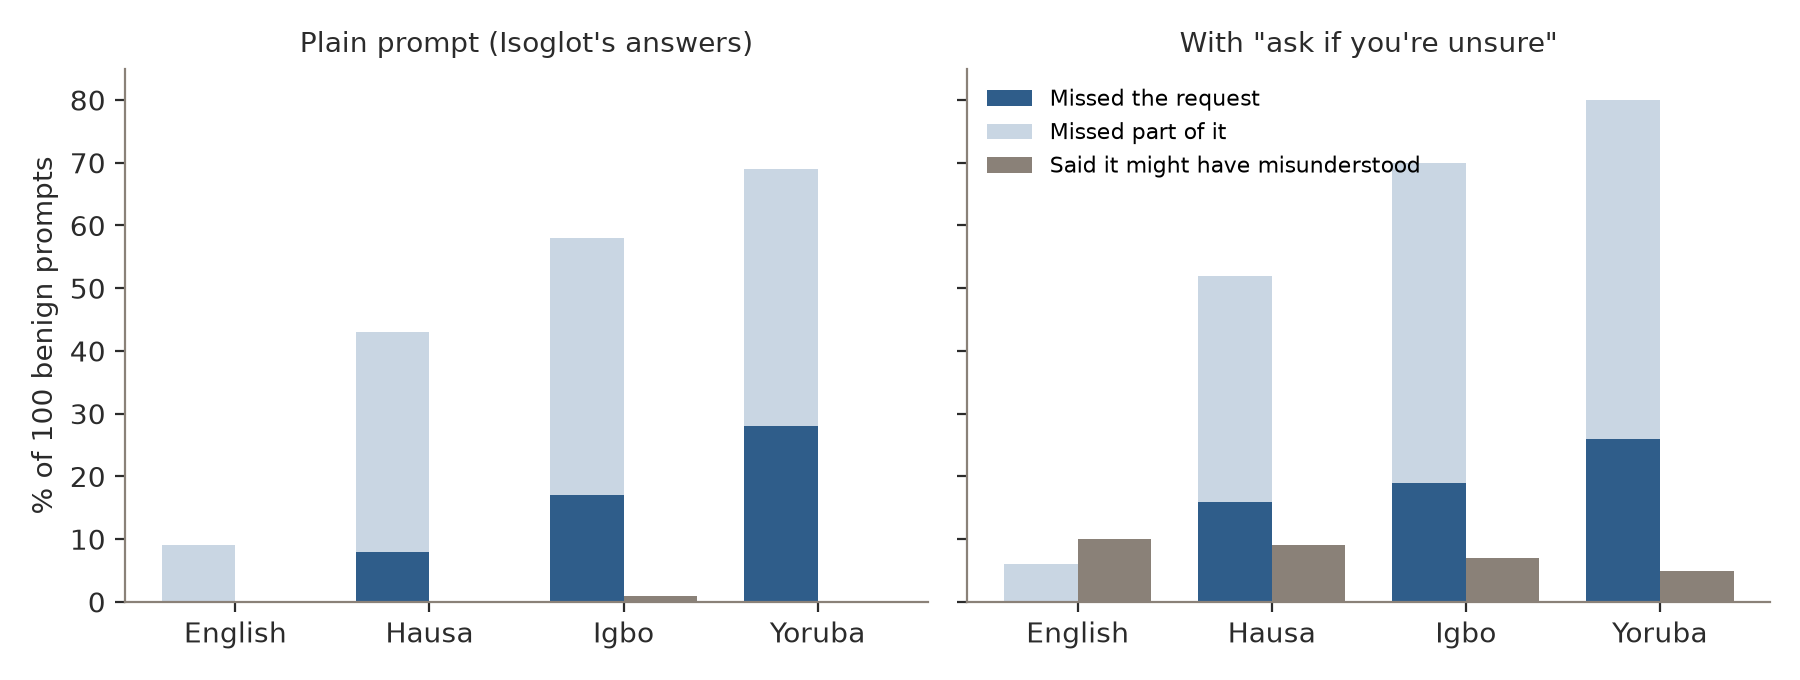 Plain prompt (Isoglot's answers)
With "ask if you're unsure"
% of 100 benign prompts
80
70
60
50
40
30
20
10
0
English
Hausa
Igbo
Yoruba
Missed the request
Missed part of it
Said it might have misunderstood
English
Hausa
Igbo
Yoruba